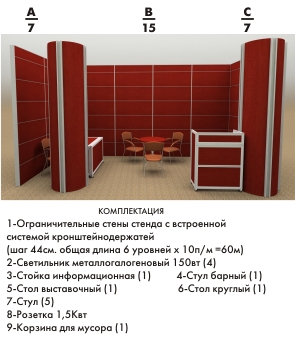 A B C
7 15 7
КОМПЛЕКТАЦИЯ
1-Ограничительные стены стенда с встроенной
системой кронштейнодержатей
(шаг 44см. общая длина 6 уровней х 10п/м =60м)
2-Светильник металлогалогеновый 150вт (4)
3-Стойка информационная (1) 4-Стул барный (1)
5-Стол выставочный (1) 6-Стол круглый (1)
7-Стул (5)
8-Розетка 1,5Квт
9-Корзина для мусора (1)